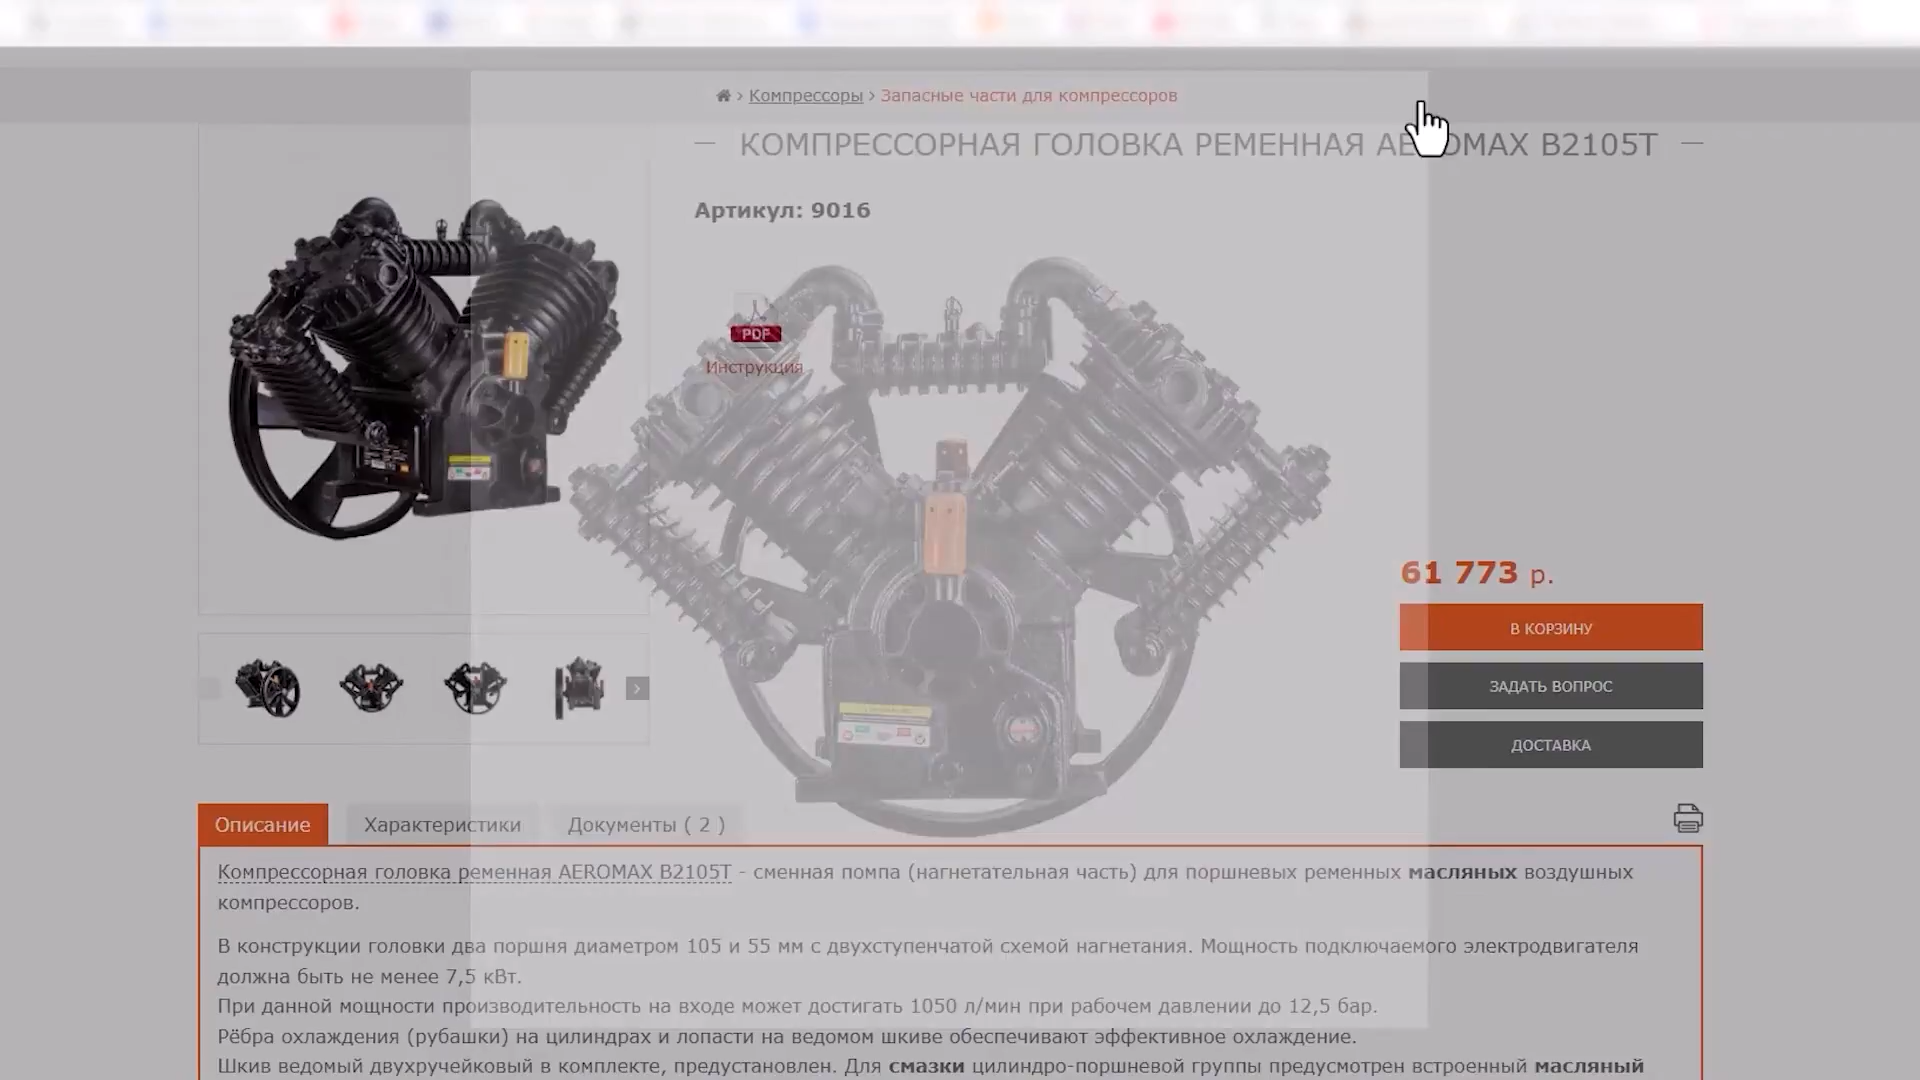 Компрессоры › Запасные части для компрессоров
КОМПРЕССОРНАЯ ГОЛОВКА РЕМЕННАЯ AEROMAX B2105T
Артикул: 9016
PDF
Инструкция
61 773 р.
В КОРЗИНУ
ЗАДАТЬ ВОПРОС
ДОСТАВКА
Описание
Характеристики
Документы ( 2 )
Компрессорная головка ременная AEROMAX B2105T - сменная помпа (нагнетательная часть) для поршневых ременных масляных воздушных
компрессоров.
В конструкции головки два поршня диаметром 105 и 55 мм с двухступенчатой схемой нагнетания. Мощность подключаемого электродвигателя
должна быть не менее 7,5 кВт.
При данной мощности производительность на входе может достигать 1050 л/мин при рабочем давлении до 12,5 бар.
Рёбра охлаждения (рубашки) на цилиндрах и лопасти на ведомом шкиве обеспечивают эффективное охлаждение.
Шкив ведомый двухручейковый в комплекте, предустановлен. Для смазки цилиндро-поршневой группы предусмотрен встроенный масляный